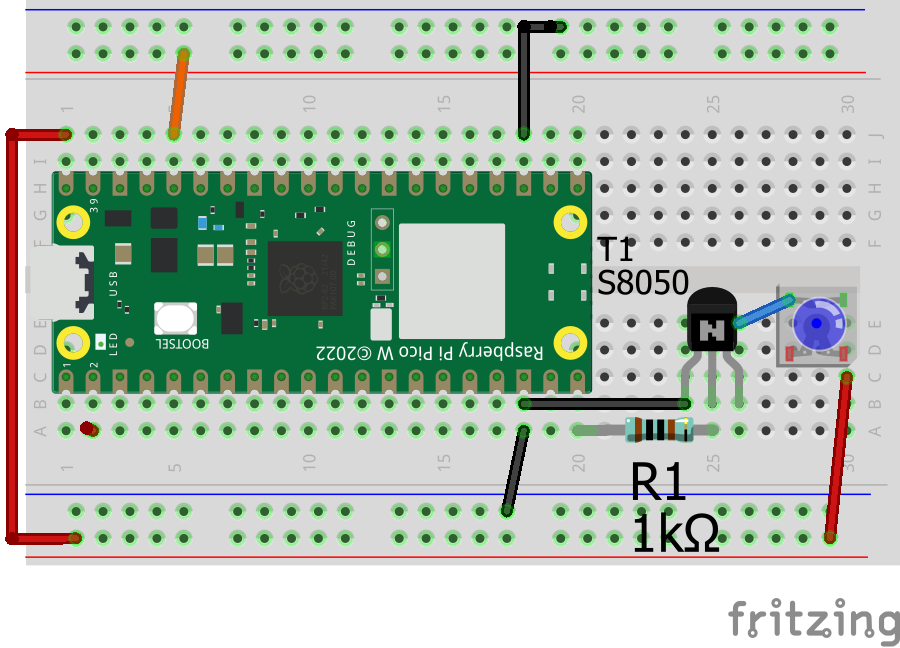 1
10
15
20
25
30
J
I
H
G
F
J
I
H
G
F
39
DEBUG
USB
LED
BOOTSEL
Raspberry Pi Pico W ©2022
1
2
T1
S8050
N
E
D
C
B
A
E
D
C
B
A
1
5
10
15
20
25
30
R1
1kΩ
fritzing